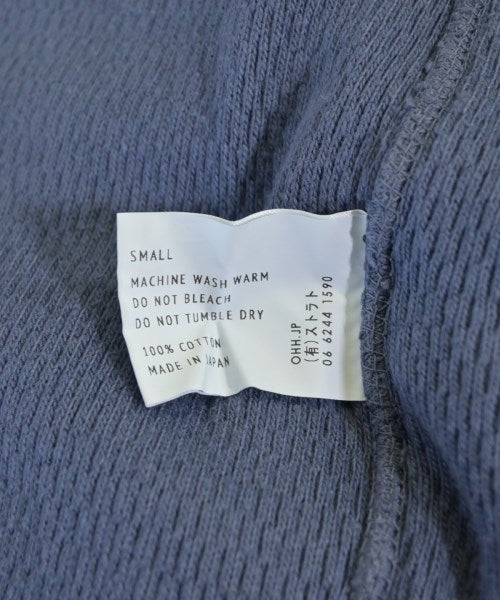 SMALL
MACHINE WASH WARM
DO NOT BLEACH
DO NOT TUMBLE DRY
100% COTTON
MADE IN JAPAN
OHH.JP
(有)ストラト
06 6244 1590